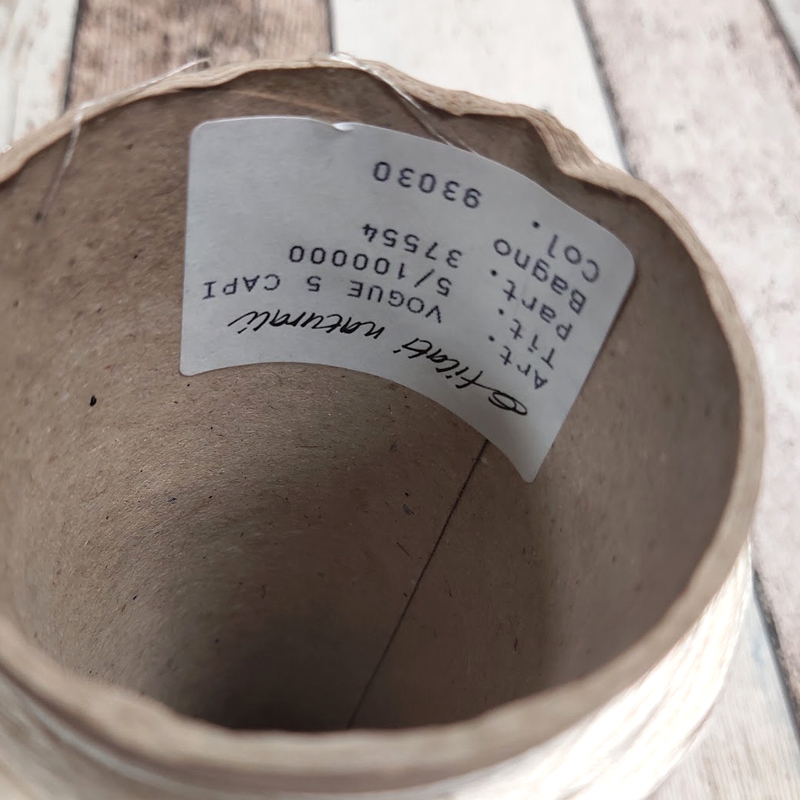 filati naturali
Art. VOGUE 5 CAPI
Tit. 5/100000
part. 37554
Bagno
Col. 93030